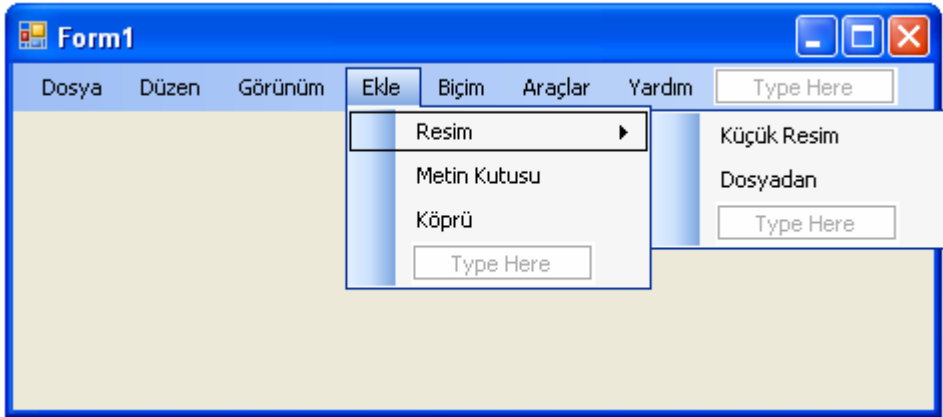 Form1
Dosya Düzen Görünüm Ekle Biçim Araçlar Yardım Type Here
Resim
Metin Kutusu
Köprü
Type Here
Küçük Resim
Dosyadan
Type Here